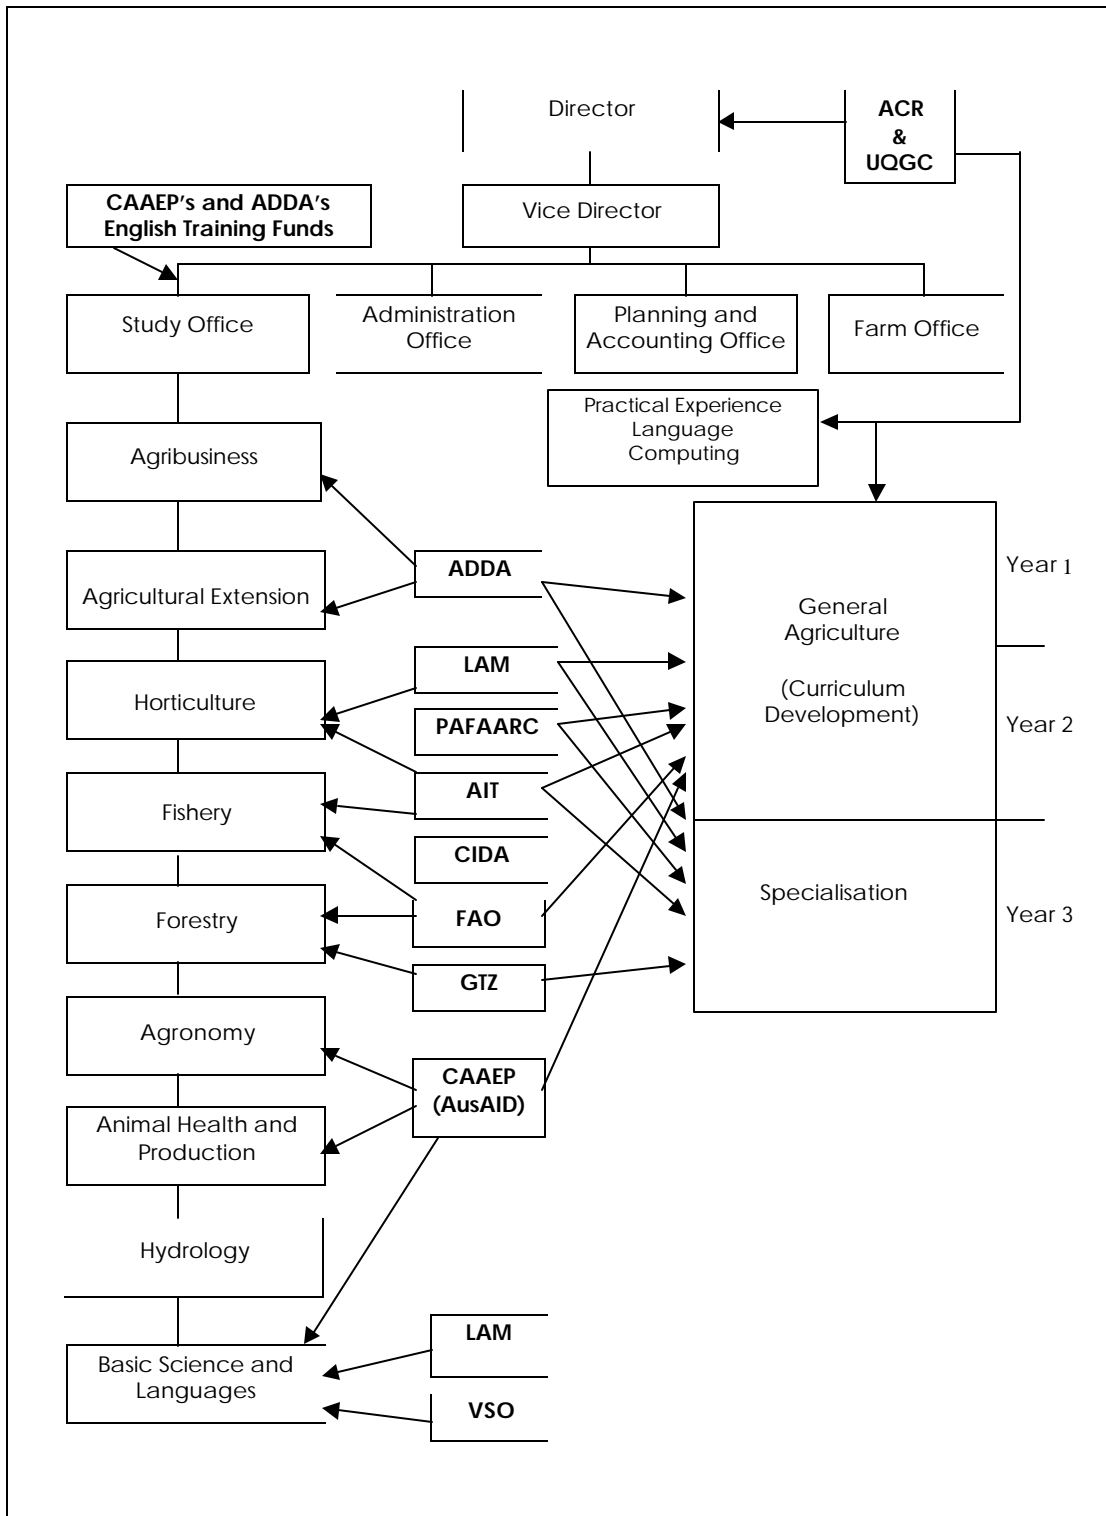 Director
ACR
&
UQGC
CAAEP's and ADDA's
English Training Funds
Vice Director
Study Office
Administration
Office
Planning and
Accounting Office
Farm Office
Practical Experience
Language
Computing
Agribusiness
ADDA
Year 1
Agricultural Extension
General
Agriculture
(Curriculum
Development)
LAM
Horticulture
PAFAARC
Year 2
AIT
Fishery
CIDA
Specialisation
FAO
Forestry
Year 3
GTZ
Agronomy
CAAEP
(AusAID)
Animal Health and
Production
Hydrology
LAM
Basic Science and
Languages
VSO